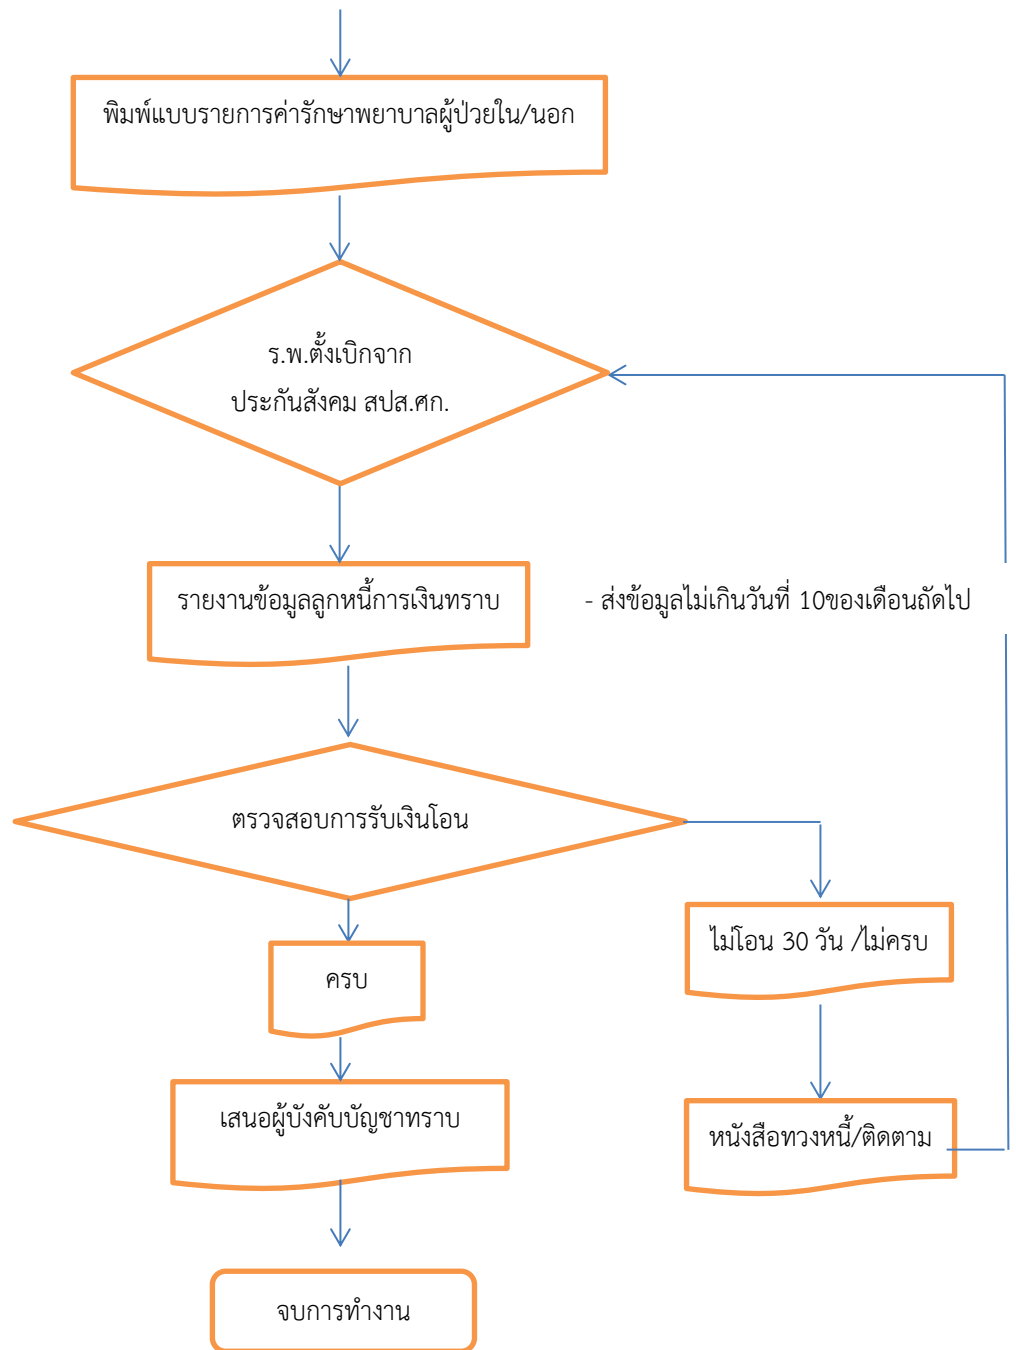 พิมพ์แบบรายการค่ารักษาพยาบาลผู้ป่วยใน/นอก
ร.พ.ตั้งเบิกจาก
ประกันสังคม สปส.ศก.
รายงานข้อมูลลูกหนี้การเงินทราบ
- ส่งข้อมูลไม่เกินวันที่ 10ของเดือนถัดไป
ตรวจสอบการรับเงินโอน
ไม่โอน 30 วัน /ไม่ครบ
ครบ
เสนอผู้บังคับบัญชาทราบ
หนังสือทวงหนี้/ติดตาม
จบการทำงาน